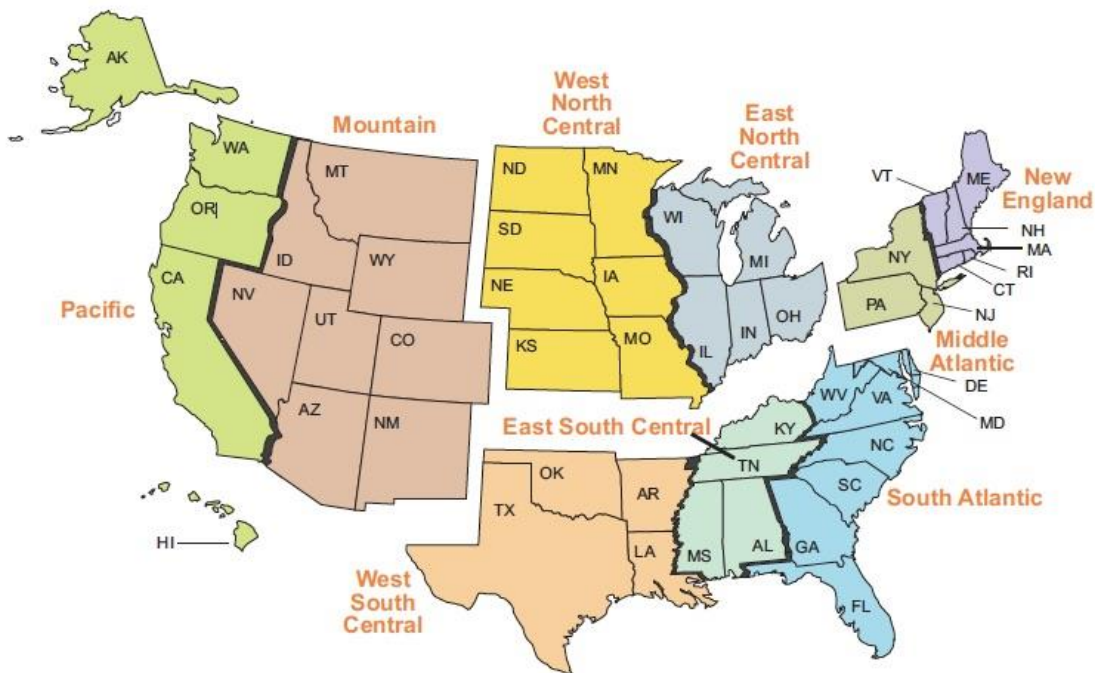 AK
West
North
Central
East
North
Central
Mountain
WA
MT
ND
MN
VT
ME
New
England
OR
WI
NH
SD
MI
NY
MA
ID
WY
IA
RI
CA
NE
CT
NV
PA
NJ
Pacific
UT
CO
KS
MO
IL
IN
OH
Middle
Atlantic
DE
WV
VA
MD
AZ
NM
East South Central
KY
NC
TN
OK
AR
SC
South Atlantic
TX
HI
LA
MS
AL
GA
West
South
Central
FL